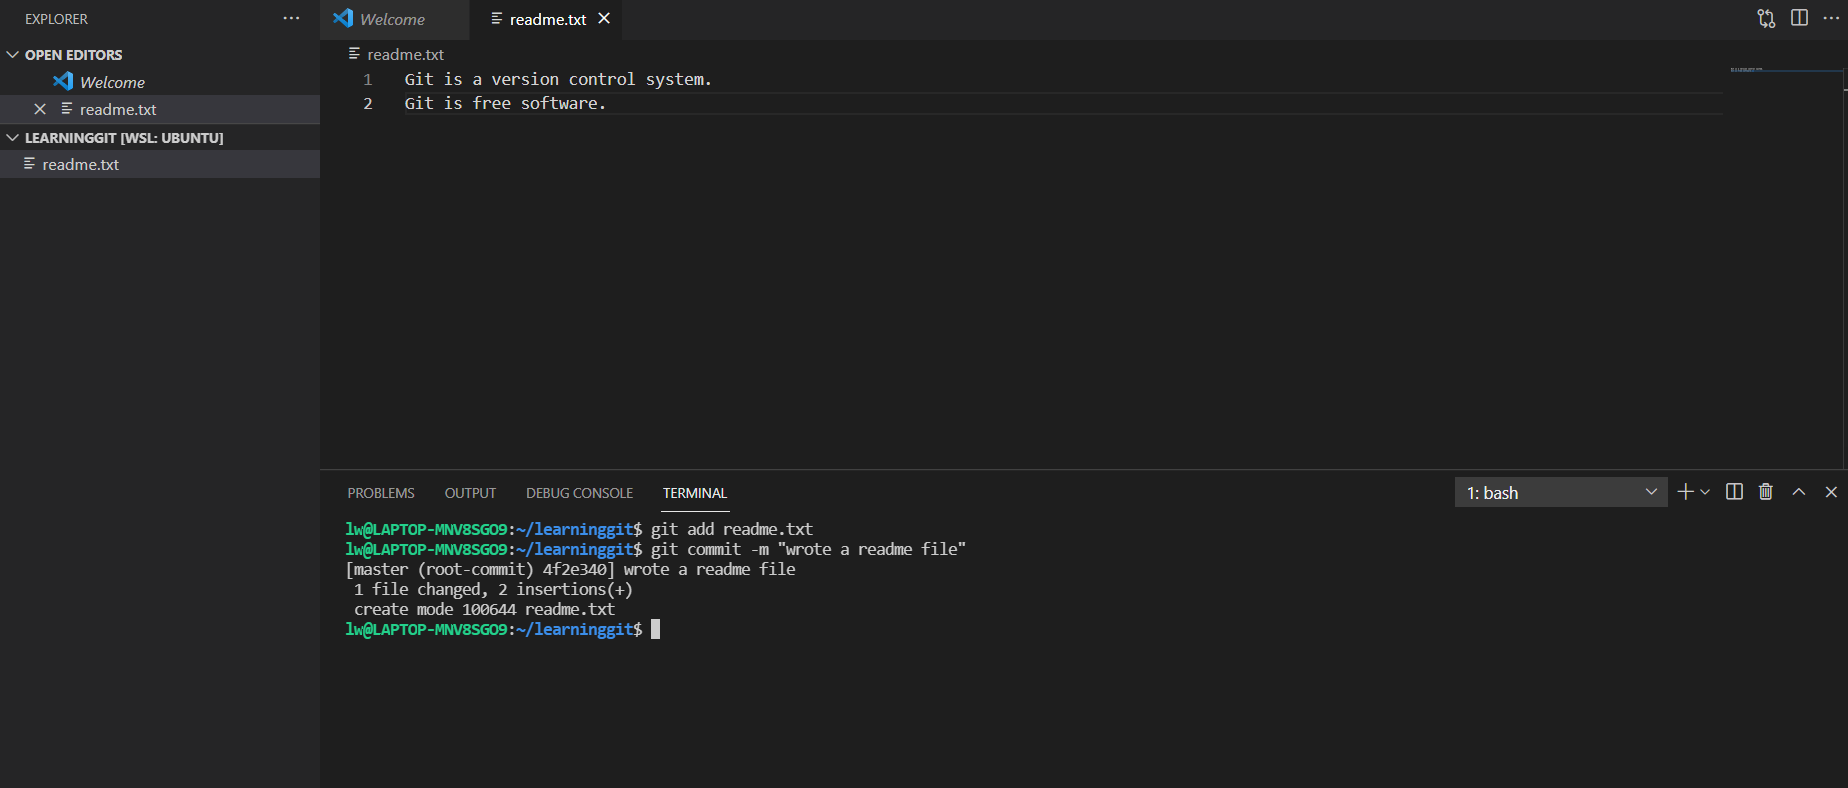 EXPLORER
OPEN EDITORS
Welcome
readme.txt
LEARNINGGIT [WSL: UBUNTU]
readme.txt
Welcome
readme.txt
readme.txt
1 Git is a version control system.
2 Git is free software.
PROBLEMS OUTPUT DEBUG CONSOLE TERMINAL
1: bash
lw@LAPTOP-MNV8SGO9:~/learninggit$ git add readme.txt
lw@LAPTOP-MNV8SGO9:~/learninggit$ git commit -m "wrote a readme file"
[master (root-commit) 4f2e340] wrote a readme file
1 file changed, 2 insertions(+)
create mode 100644 readme.txt
lw@LAPTOP-MNV8SGO9:~/learninggit$